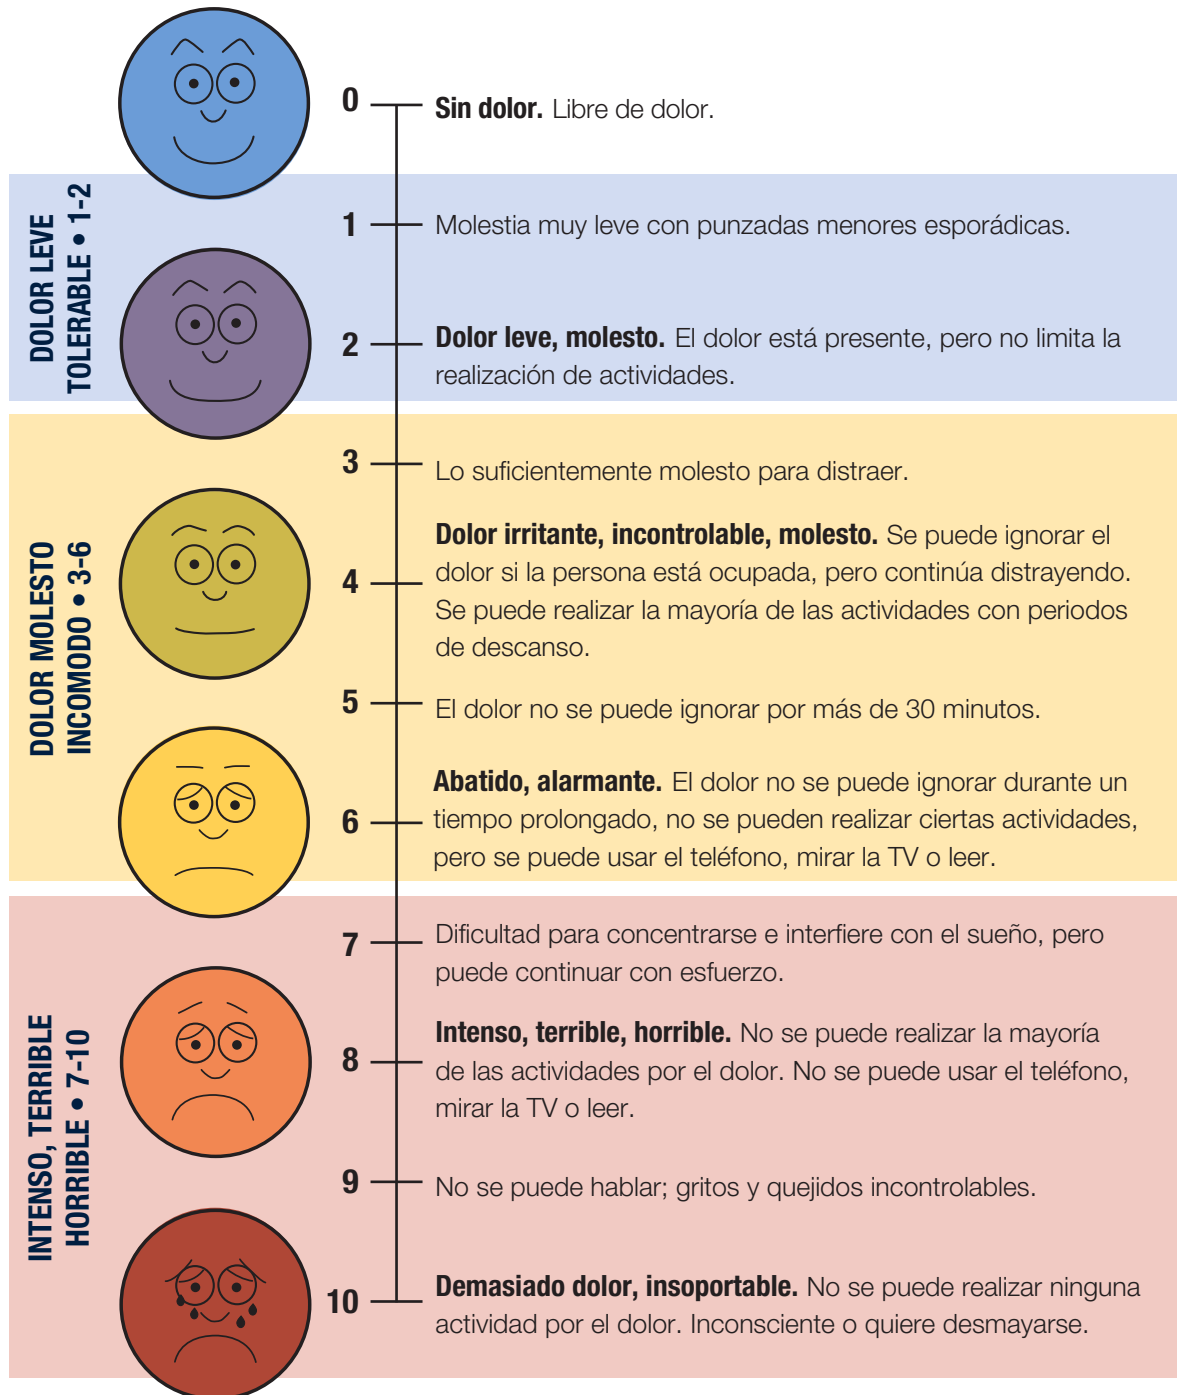 0
Sin dolor. Libre de dolor.
DOLOR LEVE
TOLERABLE • 1-2
1
Molestia muy leve con punzadas menores esporádicas.
2
Dolor leve, molesto. El dolor está presente, pero no limita la
realización de actividades.
DOLOR MOLESTO
INCOMODO • 3-6
3
Lo suficientemente molesto para distraer.
4
Dolor irritante, incontrolable, molesto. Se puede ignorar el
dolor si la persona está ocupada, pero continúa distrayendo.
Se puede realizar la mayoría de las actividades con periodos
de descanso.
5
El dolor no se puede ignorar por más de 30 minutos.
6
Abatido, alarmante. El dolor no se puede ignorar durante un
tiempo prolongado, no se pueden realizar ciertas actividades,
pero se puede usar el teléfono, mirar la TV o leer.
INTENSO, TERRIBLE
HORRIBLE • 7-10
7
Dificultad para concentrarse e interfiere con el sueño, pero
puede continuar con esfuerzo.
8
Intenso, terrible, horrible. No se puede realizar la mayoría
de las actividades por el dolor. No se puede usar el teléfono,
mirar la TV o leer.
9
No se puede hablar; gritos y quejidos incontrolables.
10
Demasiado dolor, insoportable. No se puede realizar ninguna
actividad por el dolor. Inconsciente o quiere desmayarse.